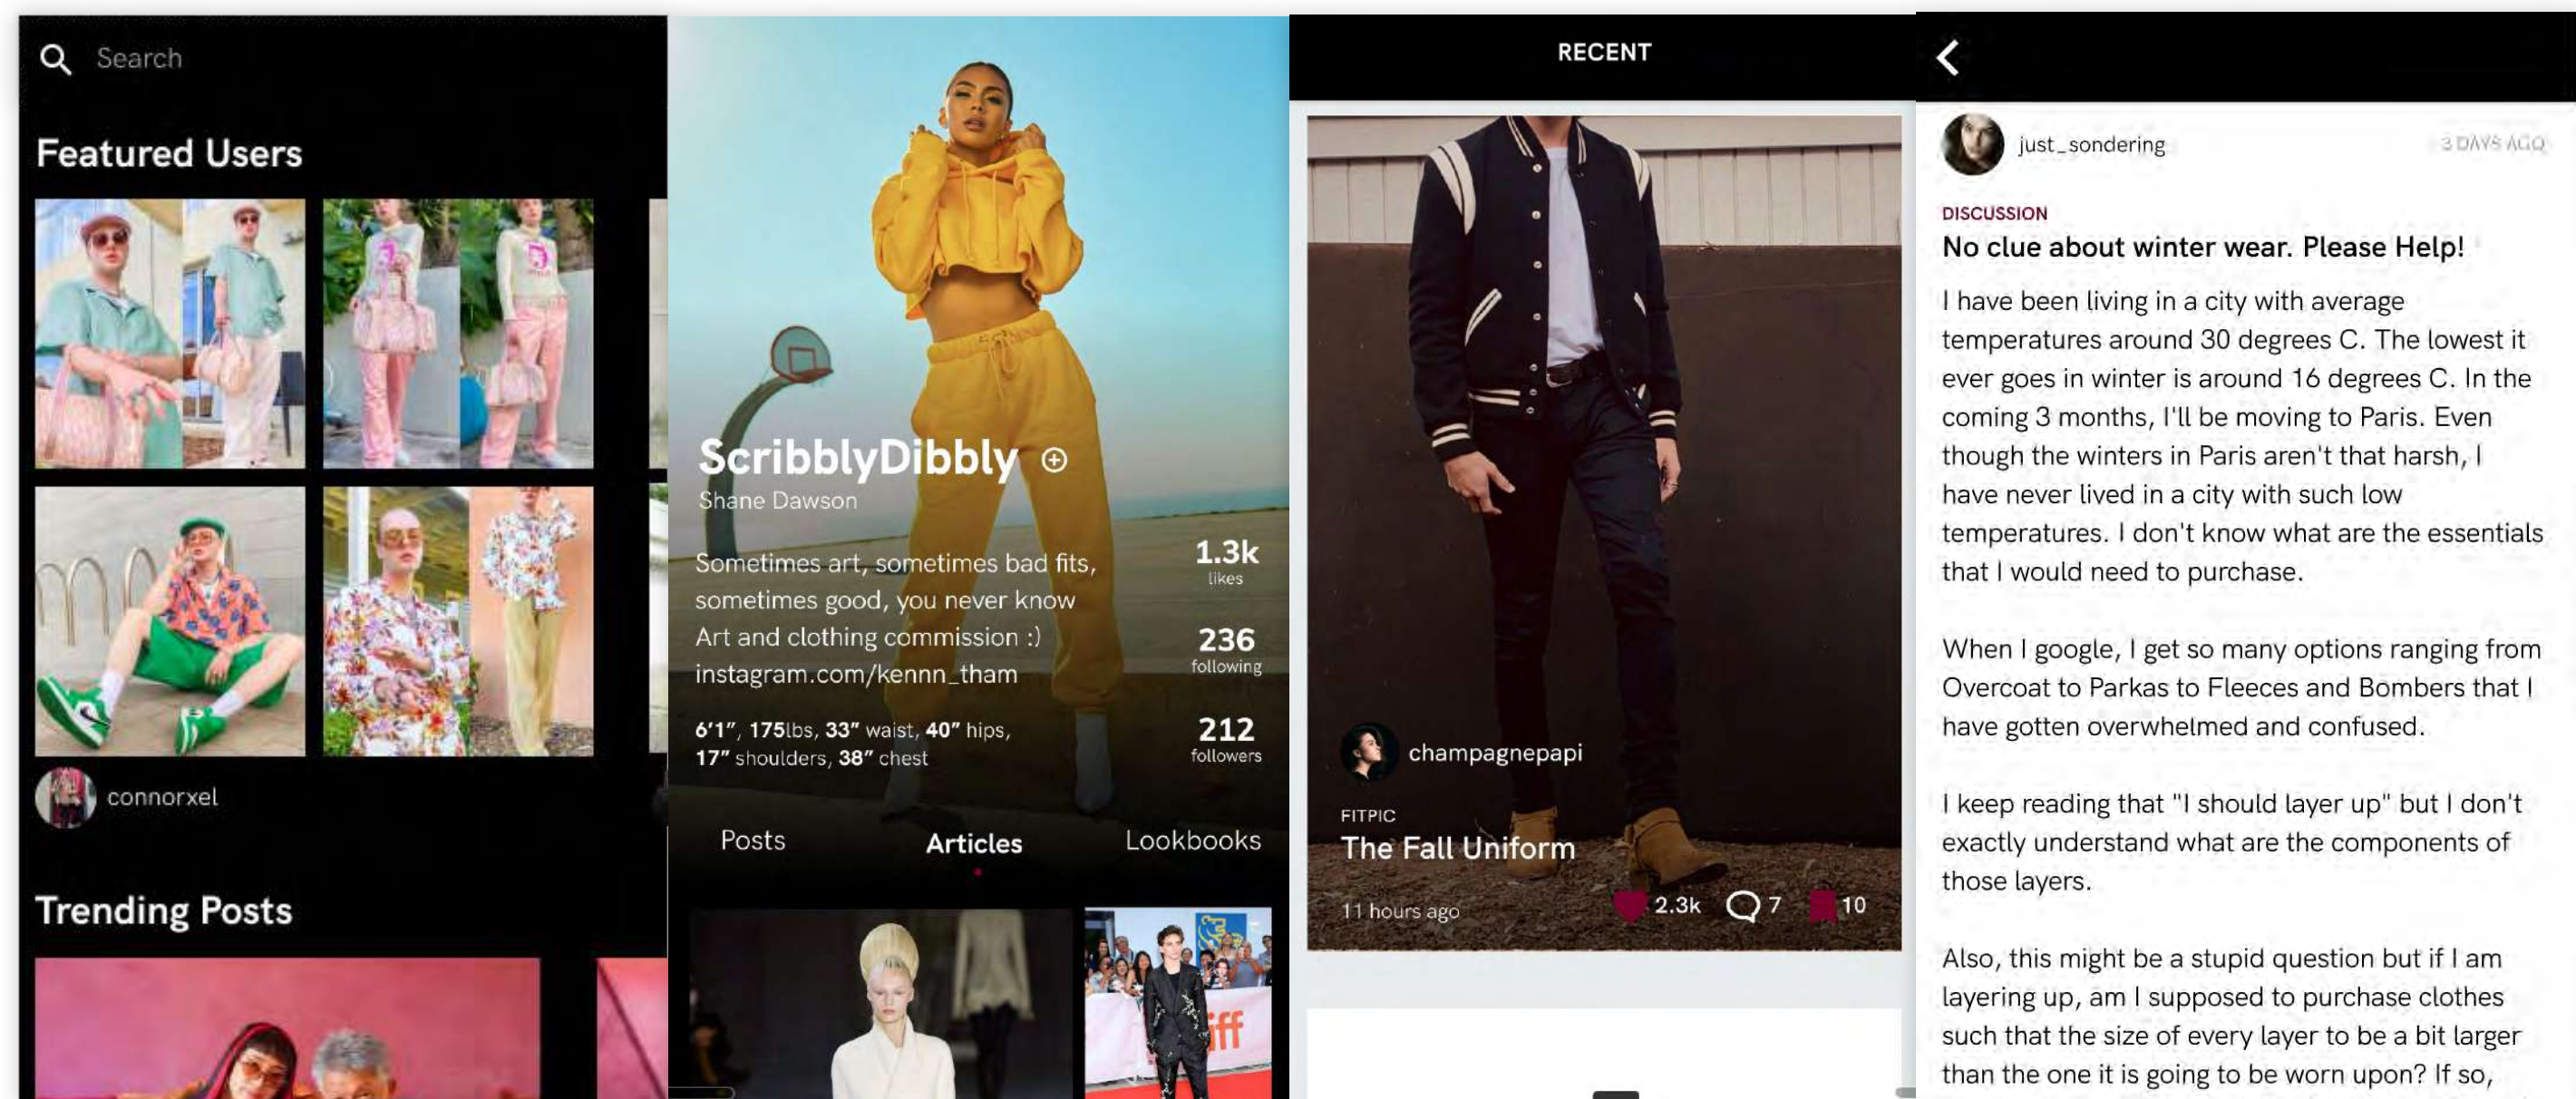 Search
Featured Users
connorxel
Trending Posts
ScribblyDibbly
Shane Dawson
Sometimes art, sometimes bad fits,
sometimes good, you never know
Art and clothing commission :)
instagram.com/kennn_tham
6'1", 175lbs, 33" waist, 40" hips,
17" shoulders, 38" chest
1.3k
likes
236
following
212
followers
Posts
Articles
Lookbooks
iff
RECENT
champagnepapi
FITPIC
The Fall Uniform
11 hours ago
2.3k
7
10
just_sondering
3 DAYS AGO
DISCUSSION
No clue about winter wear. Please Help!
I have been living in a city with average
temperatures around 30 degrees C. The lowest it
ever goes in winter is around 16 degrees C. In the
coming 3 months, I'll be moving to Paris. Even
though the winters in Paris aren't that harsh, I
have never lived in a city with such low
temperatures. I don't know what are the essentials
that I would need to purchase.
When I google, I get so many options ranging from
Overcoat to Parkas to Fleeces and Bombers that I
have gotten overwhelmed and confused.
I keep reading that "I should layer up" but I don't
exactly understand what are the components of
those layers.
Also, this might be a stupid question but if I am
layering up, am I supposed to purchase clothes
such that the size of every layer to be a bit larger
than the one it is going to be worn upon? If so,